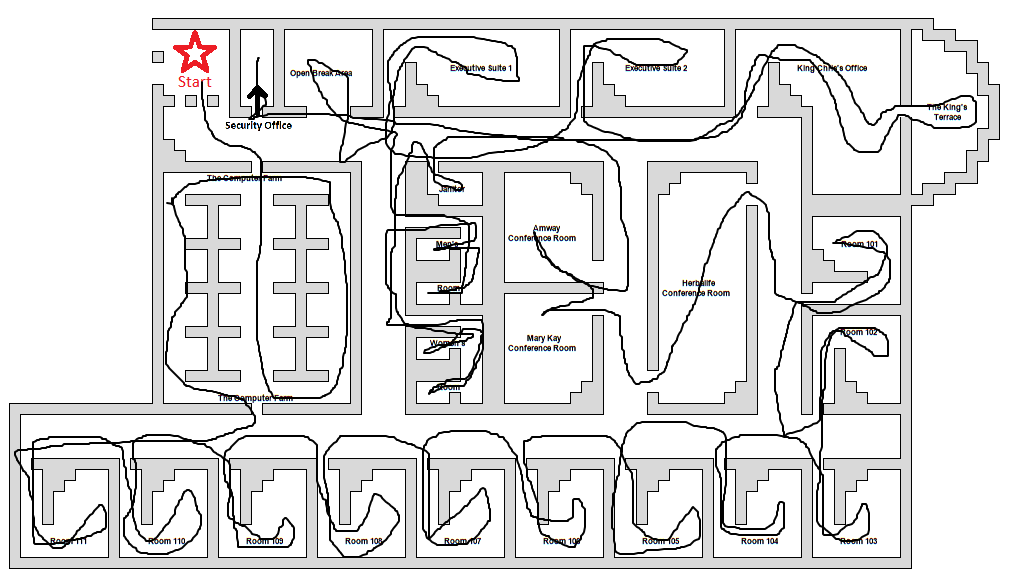 Start
Open Break Area
Executive Suite 1
Executive Suite 2
King Chris's Office
The King's
Terrace
Security Office
The Computer Farm
Janitor
Amway
Conference Room
Men's
Room
Room 101
Herbalife
Conference Room
Mary Kay
Conference Room
Women's
Room
Room 102
The Computer Farm
Room 111
Room 110
Room 109
Room 108
Room 107
Room 106
Room 105
Room 104
Room 103